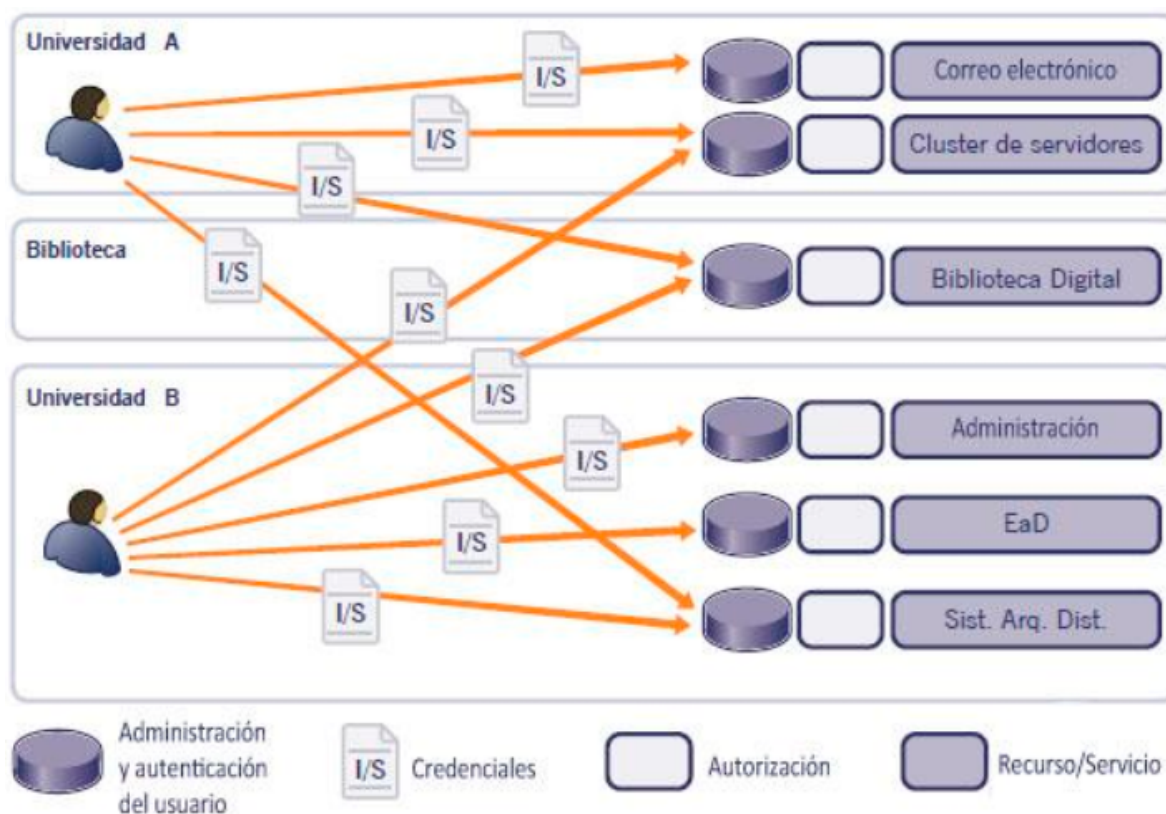 Universidad A
I/S
Correo electrónico
I/S
Cluster de servidores
I/S
Biblioteca
I/S
Biblioteca Digital
I/S
I/S
Universidad B
Administración
I/S
EaD
I/S
Sist. Arq. Dist.
I/S
Administración
y autenticación
del usuario
I/S
Credenciales
Autorización
Recurso/Servicio